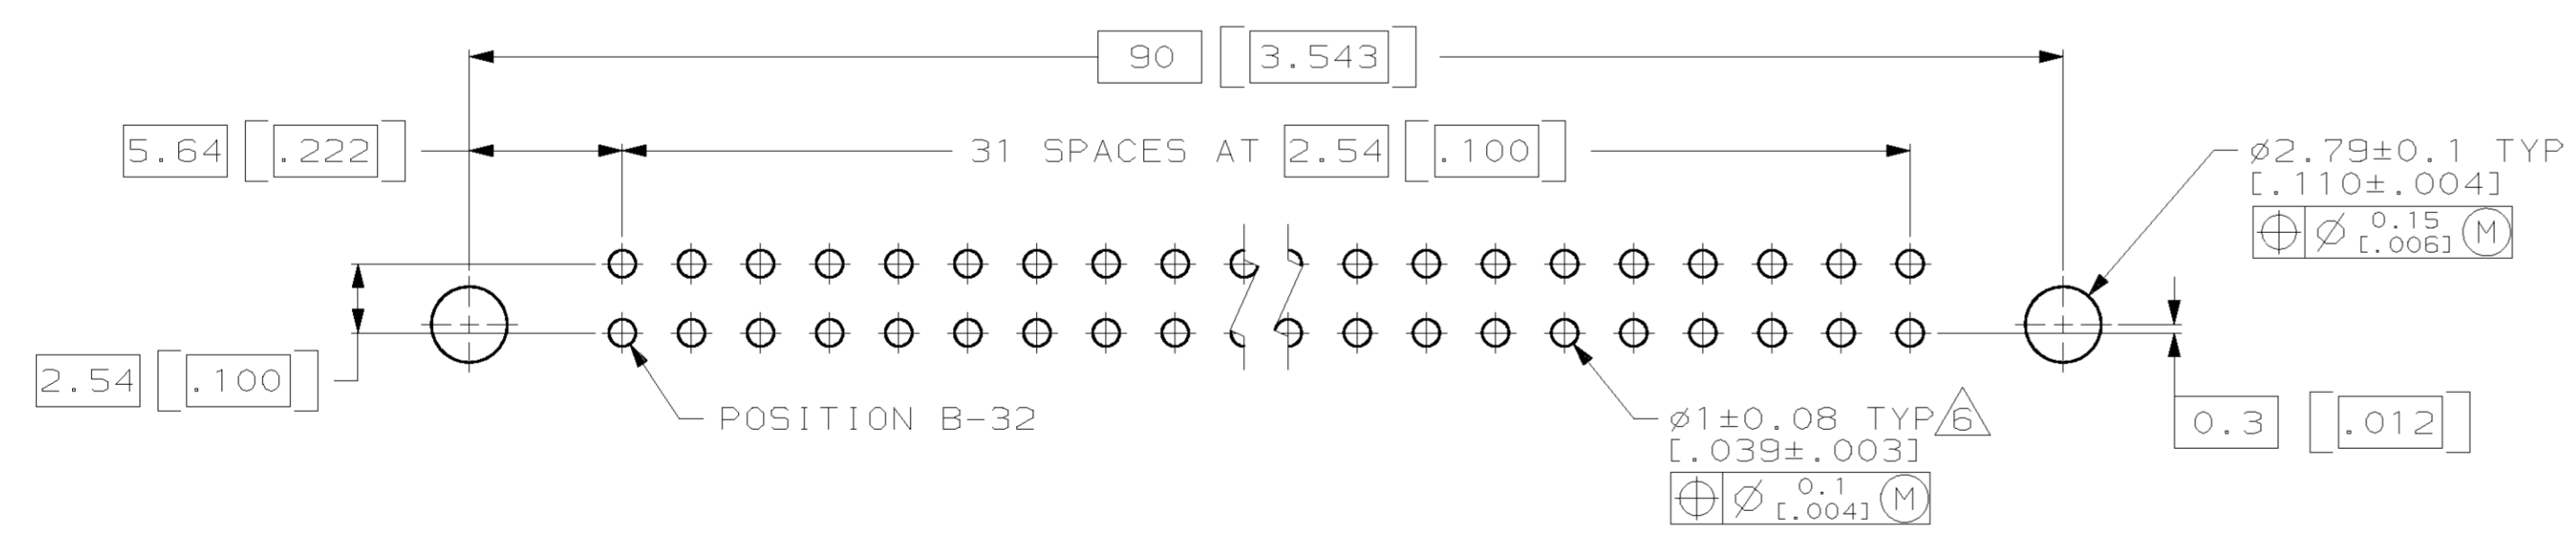 90 [3.543]
5.64 [.222]
31 SPACES AT 2.54 [.100]
⌀2.79±0.1 TYP
[.110±.004]
⌖ ⌀ 0.15 Ⓜ
[.006]
2.54 [.100]
POSITION B-32
⌀1±0.08 TYP 6
[.039±.003]
⌖ ⌀ 0.1 Ⓜ
[.004]
0.3 [.012]